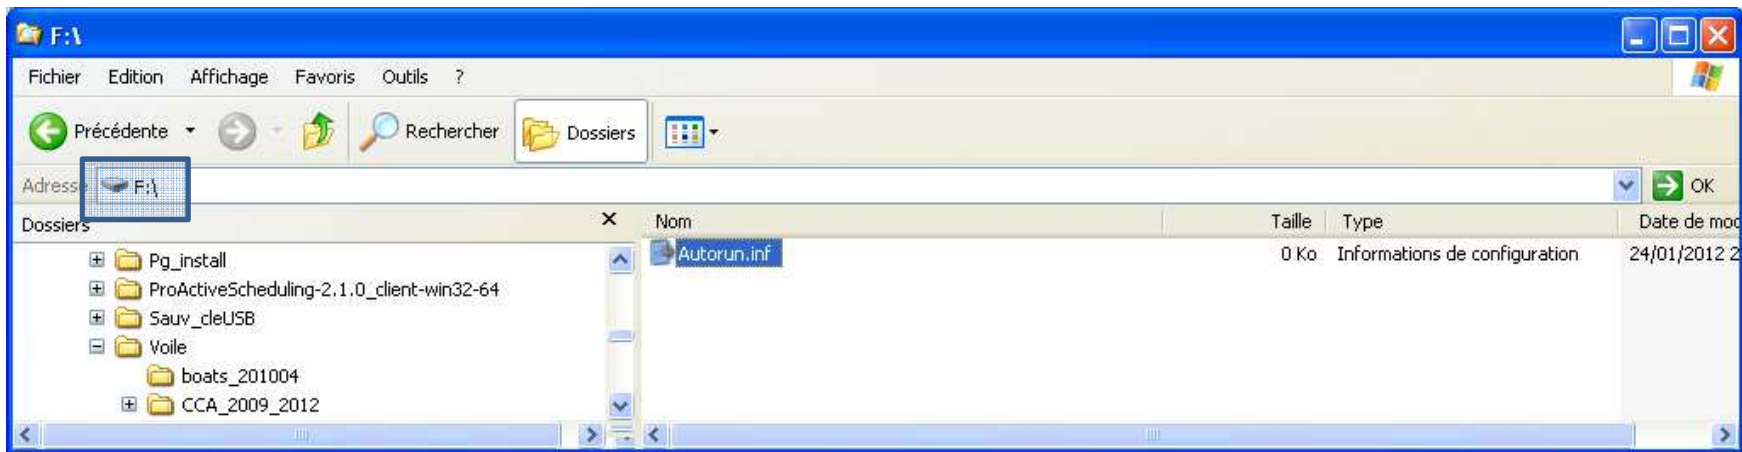 F:\
Fichier Edition Affichage Favoris Outils ?
Précédente Rechercher Dossiers
Adresse F:\ OK
Dossiers Nom Taille Type Date de mod
Pg_install Autorun.inf 0 Ko Informations de configuration 24/01/2012 2
ProActiveScheduling-2.1.0_client-win32-64
Sauv_cleUSB
Voile
boats_201004
CCA_2009_2012